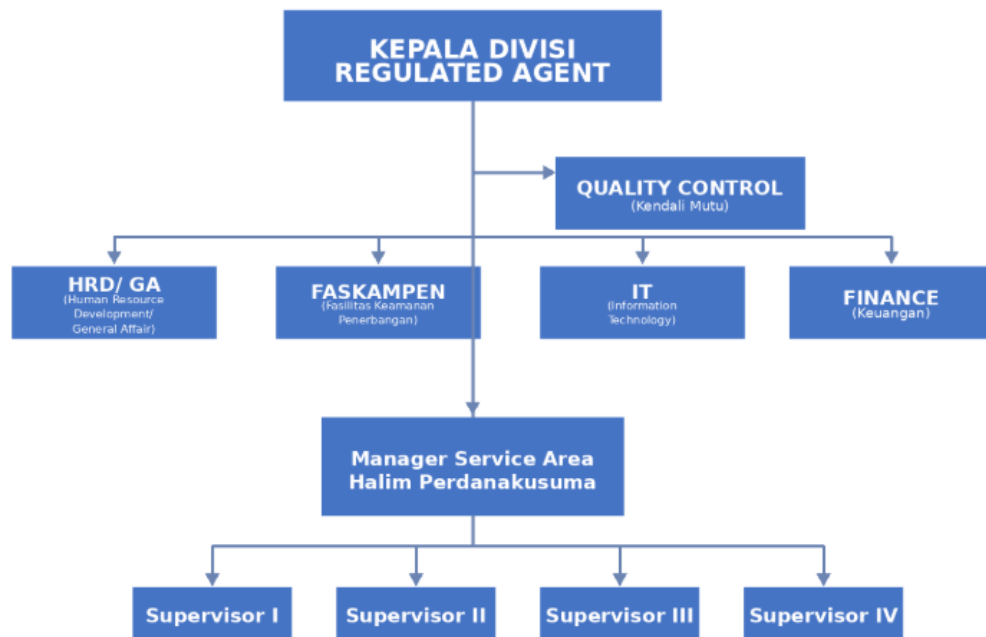 KEPALA DIVISI
REGULATED AGENT
QUALITY CONTROL
(Kendali Mutu)
HRD/ GA
(Human Resource
Development/
General Affair)
FASKAMPEN
(Fasilitas Keamanan
Penerbangan)
IT
(Information
Technology)
FINANCE
(Keuangan)
Manager Service Area
Halim Perdanakusuma
Supervisor I
Supervisor II
Supervisor III
Supervisor IV